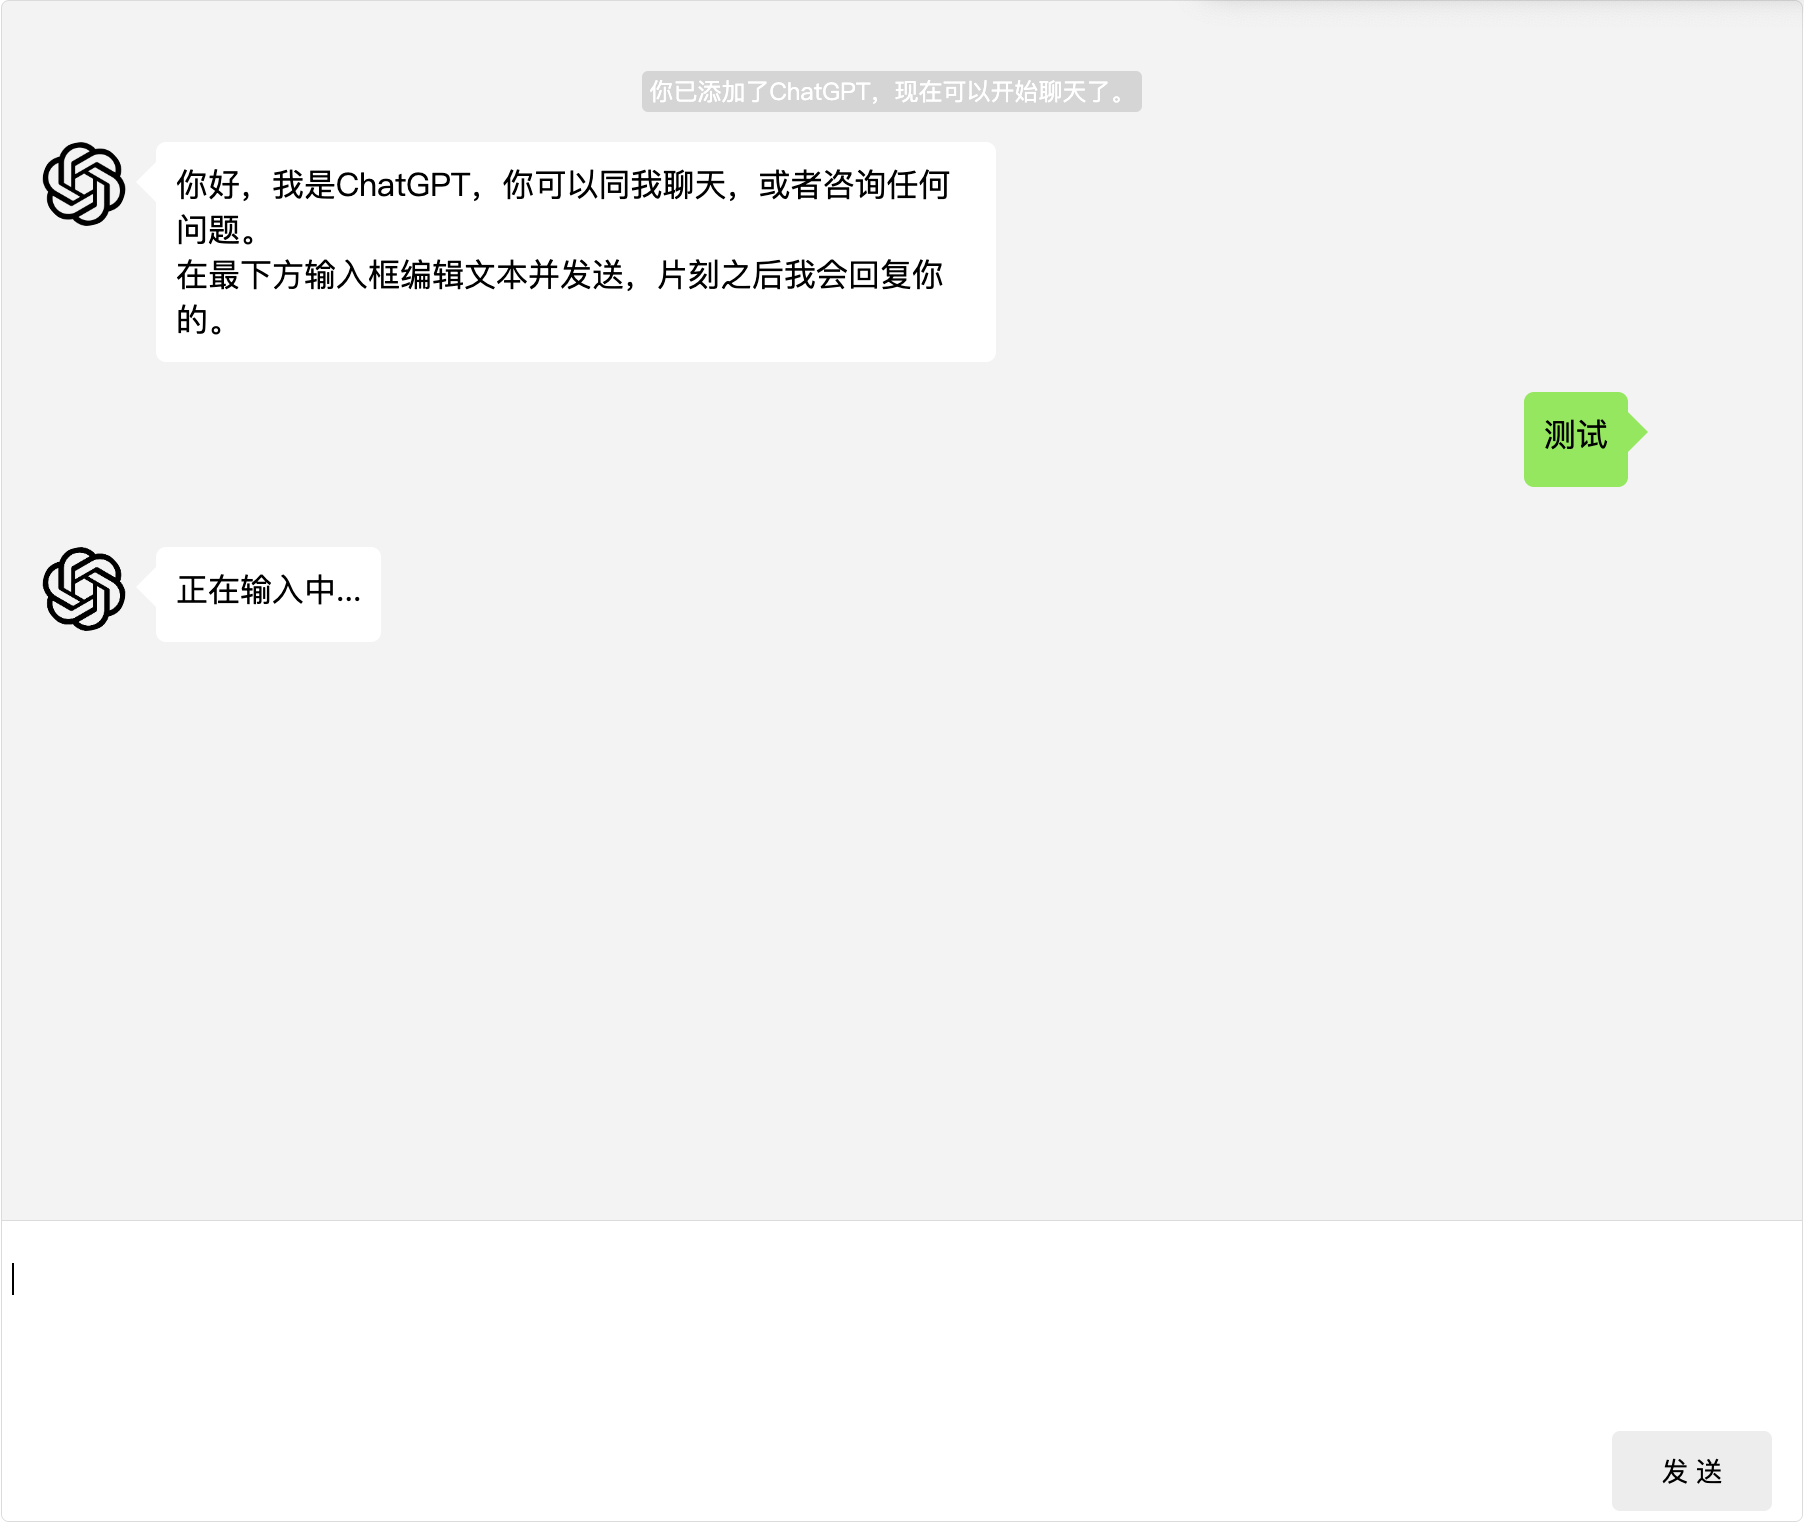 你已添加了ChatGPT，现在可以开始聊天了。
你好，我是ChatGPT，你可以同我聊天，或者咨询任何
问题。
在最下方输入框编辑文本并发送，片刻之后我会回复你
的。
测试
正在输入中...
发 送